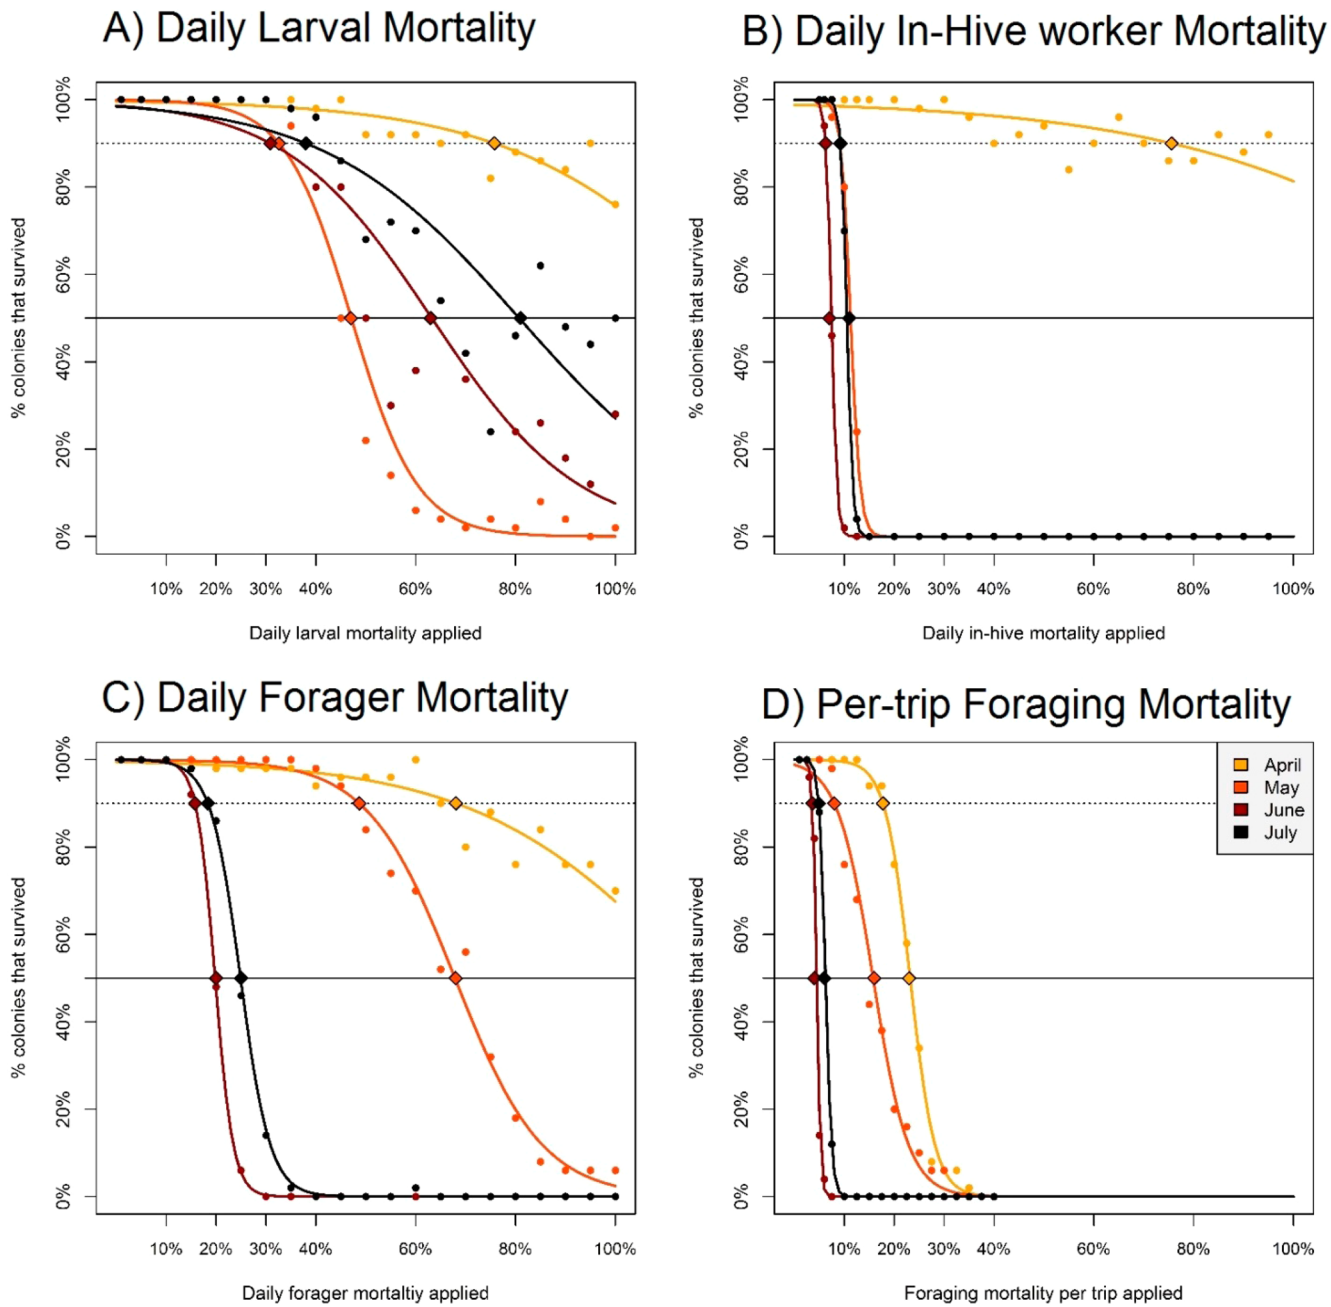 A) Daily Larval Mortality
% colonies that survived
100%
80%
60%
40%
20%
0%
10% 20% 30% 40% 60% 80% 100%
Daily larval mortality applied
B) Daily In-Hive worker Mortality
% colonies that survived
100%
80%
60%
40%
20%
0%
10% 20% 30% 40% 60% 80% 100%
Daily in-hive mortality applied
C) Daily Forager Mortality
% colonies that survived
100%
80%
60%
40%
20%
0%
10% 20% 30% 40% 60% 80% 100%
Daily forager mortaltiy applied
D) Per-trip Foraging Mortality
% colonies that survived
100%
80%
60%
40%
20%
0%
April
May
June
July
10% 20% 30% 40% 60% 80% 100%
Foraging mortality per trip applied